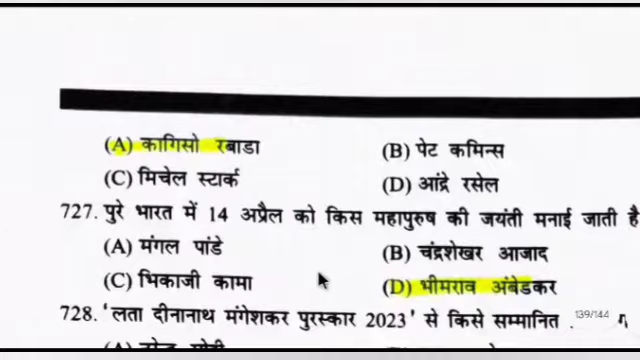 (A) कागिसो रबाडा (B) पेट कमिन्स
(C) मिचेल स्टार्क (D) आंद्रे रसेल
727. पुरे भारत में 14 अप्रैल को किस महापुरुष की जयंती मनाई जाती है
(A) मंगल पांडे (B) चंद्रशेखर आजाद
(C) भिकाजी कामा (D) भीमराव अंबेडकर
728. 'लता दीनानाथ मंगेशकर पुरस्कार 2023' से किसे सम्मानित
139/144